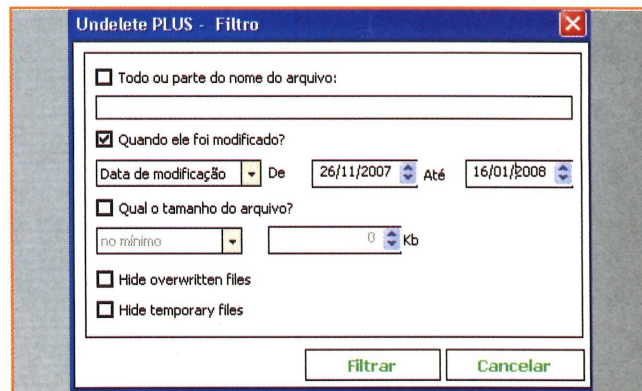 Undelete PLUS - Filtro
Todo ou parte do nome do arquivo:
Quando ele foi modificado?
Data de modificação De 26/11/2007 Até 16/01/2008
Qual o tamanho do arquivo?
no mínimo 0 Kb
Hide overwritten files
Hide temporary files
Filtrar Cancelar